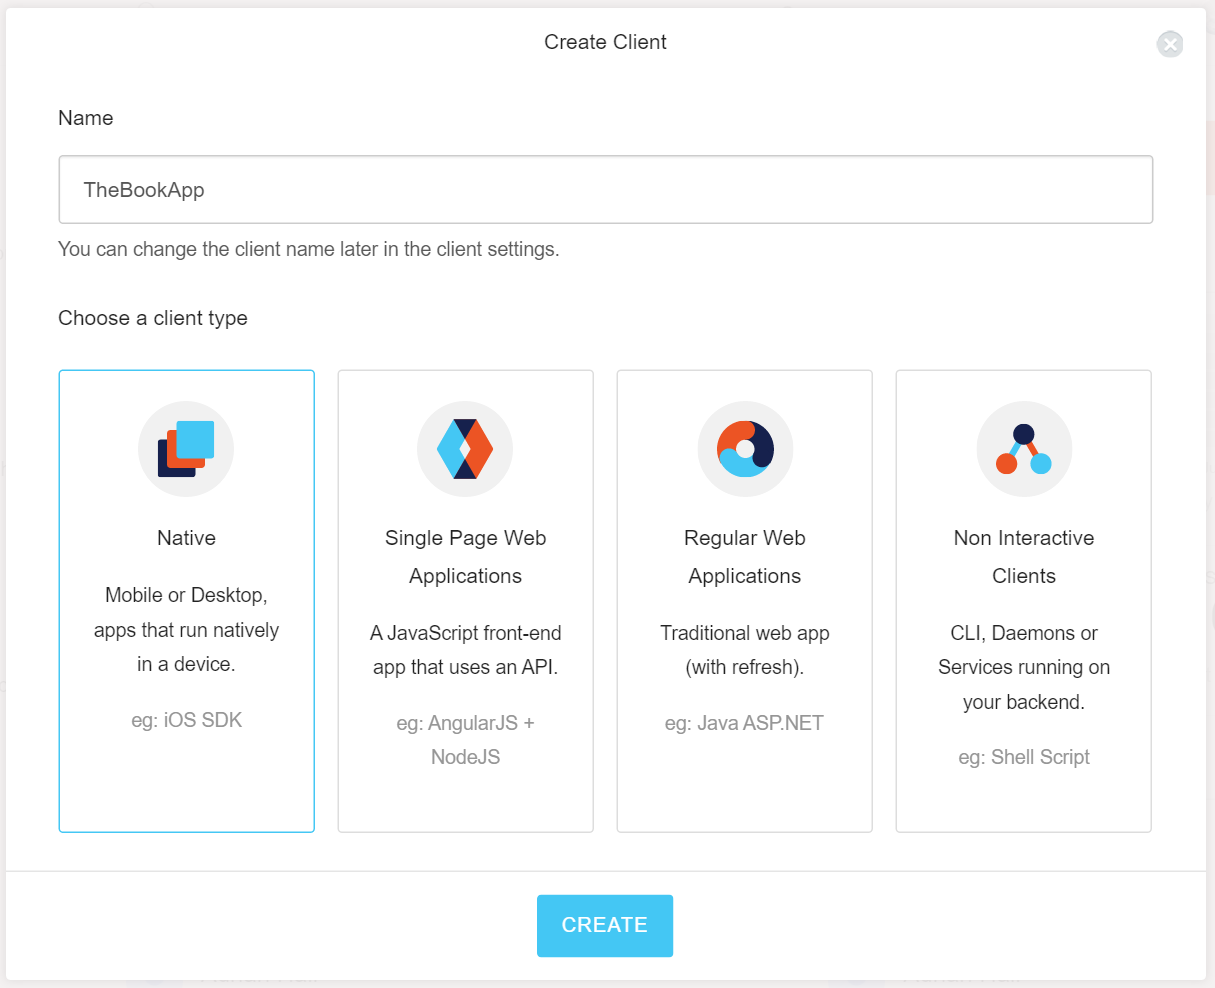 Create Client
Name
TheBookApp
You can change the client name later in the client settings.
Choose a client type
Native
Mobile or Desktop,
apps that run natively
in a device.
eg: iOS SDK
Single Page Web
Applications
A JavaScript front-end
app that uses an API.
eg: AngularJS +
NodeJS
Regular Web
Applications
Traditional web app
(with refresh).
eg: Java ASP.NET
Non Interactive
Clients
CLI, Daemons or
Services running on
your backend.
eg: Shell Script
CREATE